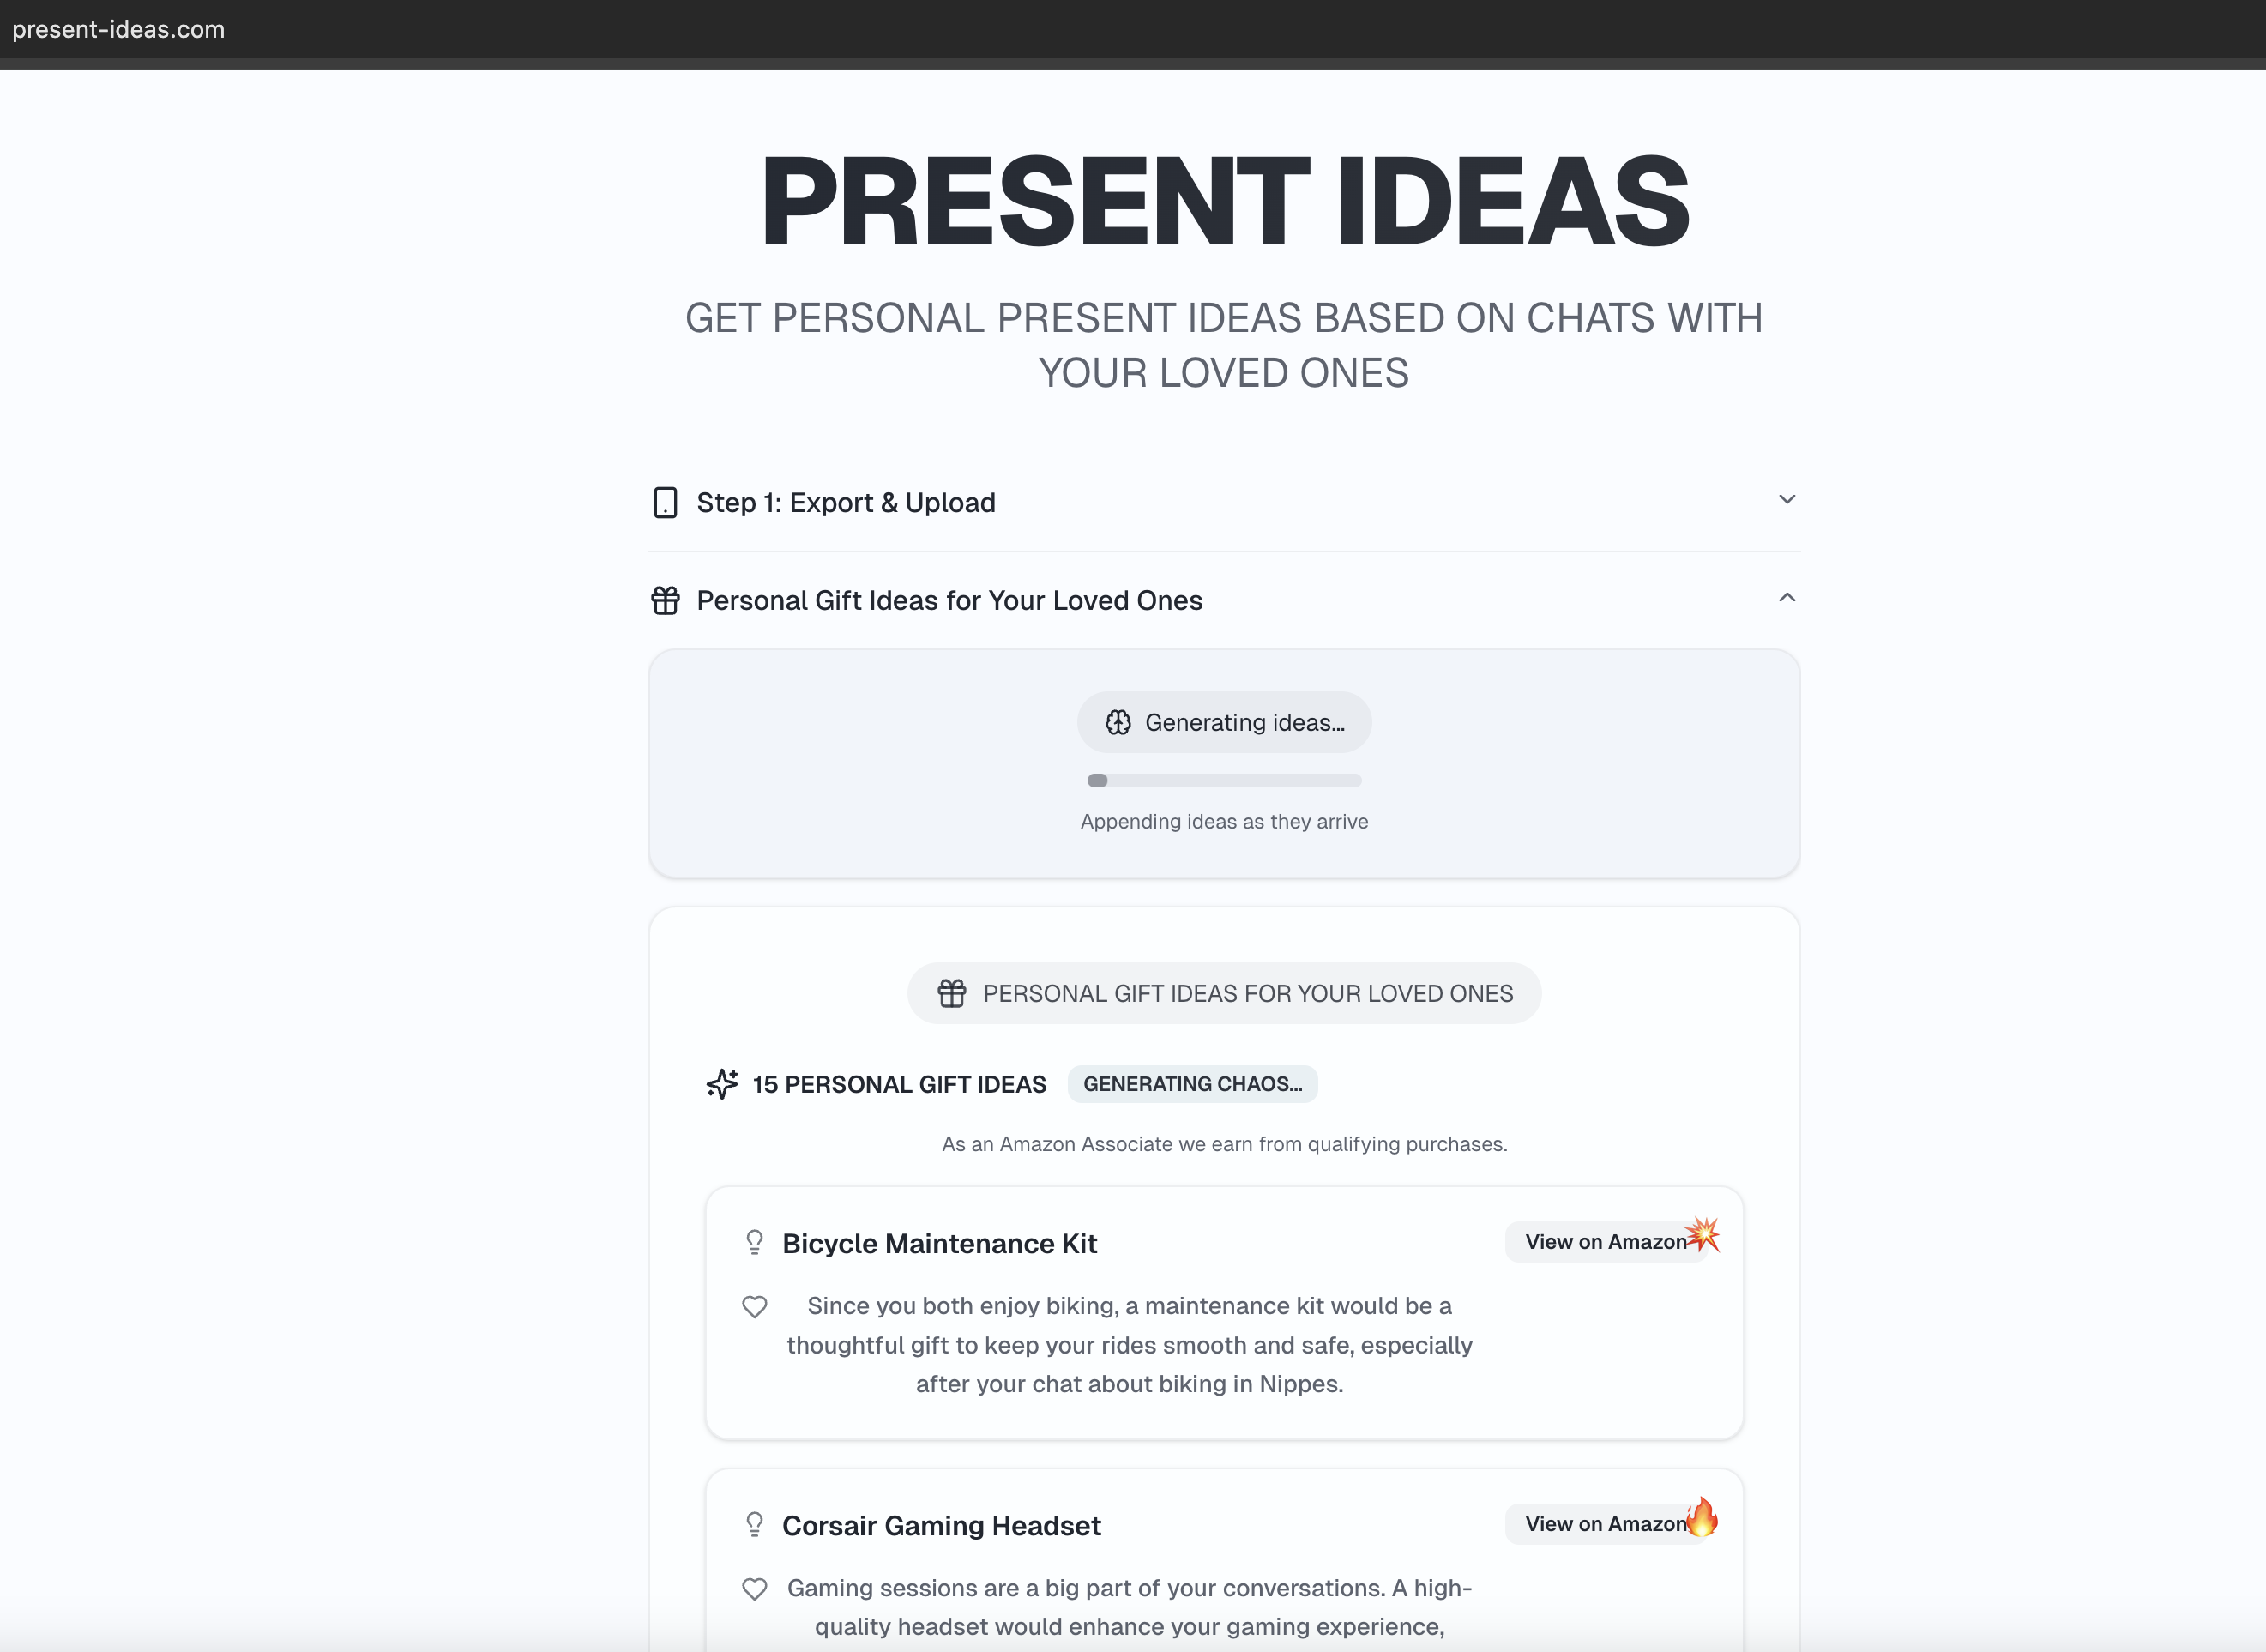 present-ideas.com
PRESENT IDEAS
GET PERSONAL PRESENT IDEAS BASED ON CHATS WITH
YOUR LOVED ONES
Step 1: Export & Upload
Personal Gift Ideas for Your Loved Ones
Generating ideas...
Appending ideas as they arrive
PERSONAL GIFT IDEAS FOR YOUR LOVED ONES
15 PERSONAL GIFT IDEAS GENERATING CHAOS...
As an Amazon Associate we earn from qualifying purchases.
Bicycle Maintenance Kit View on Amazon
Since you both enjoy biking, a maintenance kit would be a
thoughtful gift to keep your rides smooth and safe, especially
after your chat about biking in Nippes.
Corsair Gaming Headset View on Amazon
Gaming sessions are a big part of your conversations. A high-
quality headset would enhance your gaming experience,